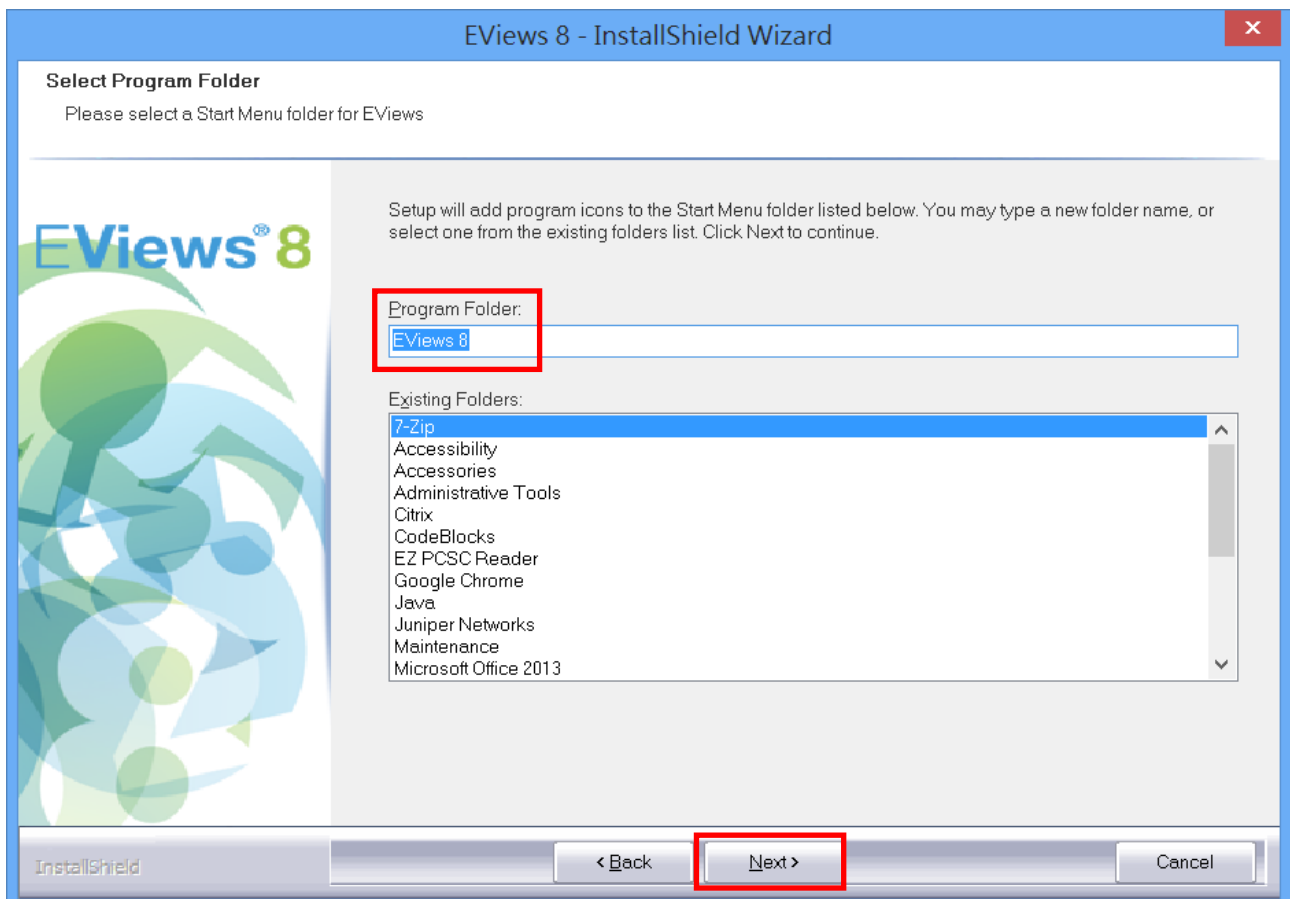 EViews 8 - InstallShield Wizard
x
Select Program Folder
Please select a Start Menu folder for EViews
EViews® 8
Setup will add program icons to the Start Menu folder listed below. You may type a new folder name, or
select one from the existing folders list. Click Next to continue.
Program Folder:
EViews 8
Existing Folders:
7-Zip
Accessibility
Accessories
Administrative Tools
Citrix
CodeBlocks
EZ PCSC Reader
Google Chrome
Java
Juniper Networks
Maintenance
Microsoft Office 2013
InstallShield
< Back
Next >
Cancel